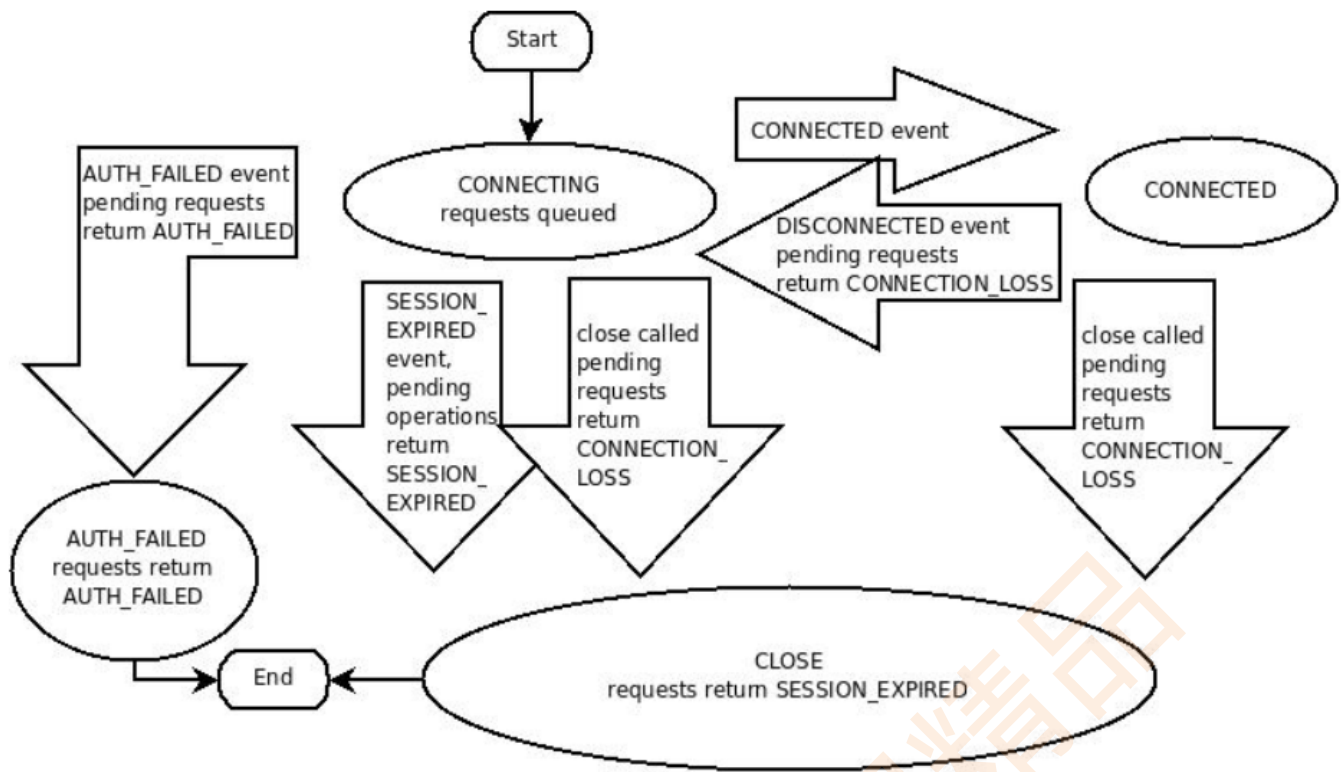 Start
CONNECTED event
AUTH_FAILED event
pending requests
return AUTH_FAILED
CONNECTING
requests queued
CONNECTED
DISCONNECTED event
pending requests
return CONNECTION_LOSS
SESSION_
EXPIRED
event,
pending
operations
return
SESSION_
EXPIRED
close called
pending
requests
return
CONNECTION_
LOSS
close called
pending
requests
return
CONNECTION_
LOSS
AUTH_FAILED
requests return
AUTH_FAILED
End
CLOSE
requests return SESSION_EXPIRED
精品